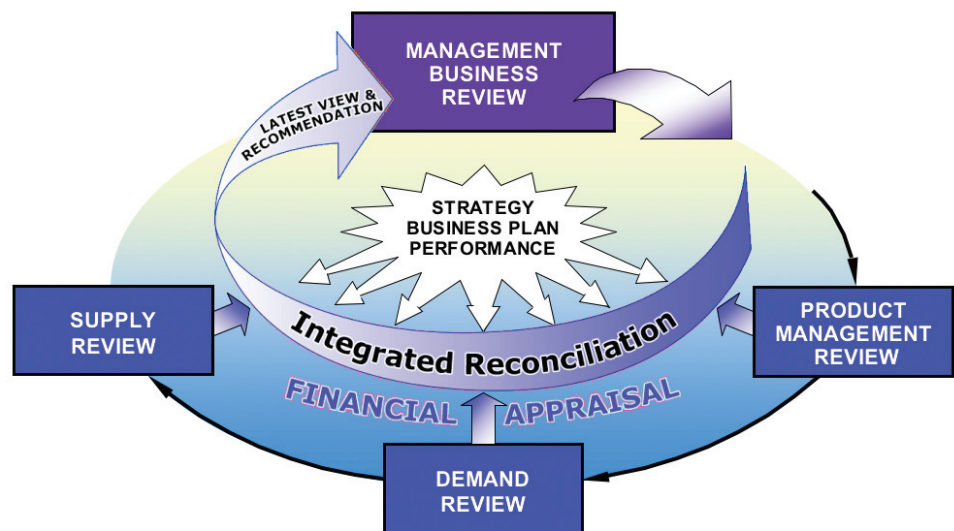 MANAGEMENT
BUSINESS
REVIEW
LATEST VIEW &
RECOMMENDATION
STRATEGY
BUSINESS PLAN
PERFORMANCE
SUPPLY
REVIEW
PRODUCT
MANAGEMENT
REVIEW
Integrated Reconciliation
FINANCIAL APPRAISAL
DEMAND
REVIEW